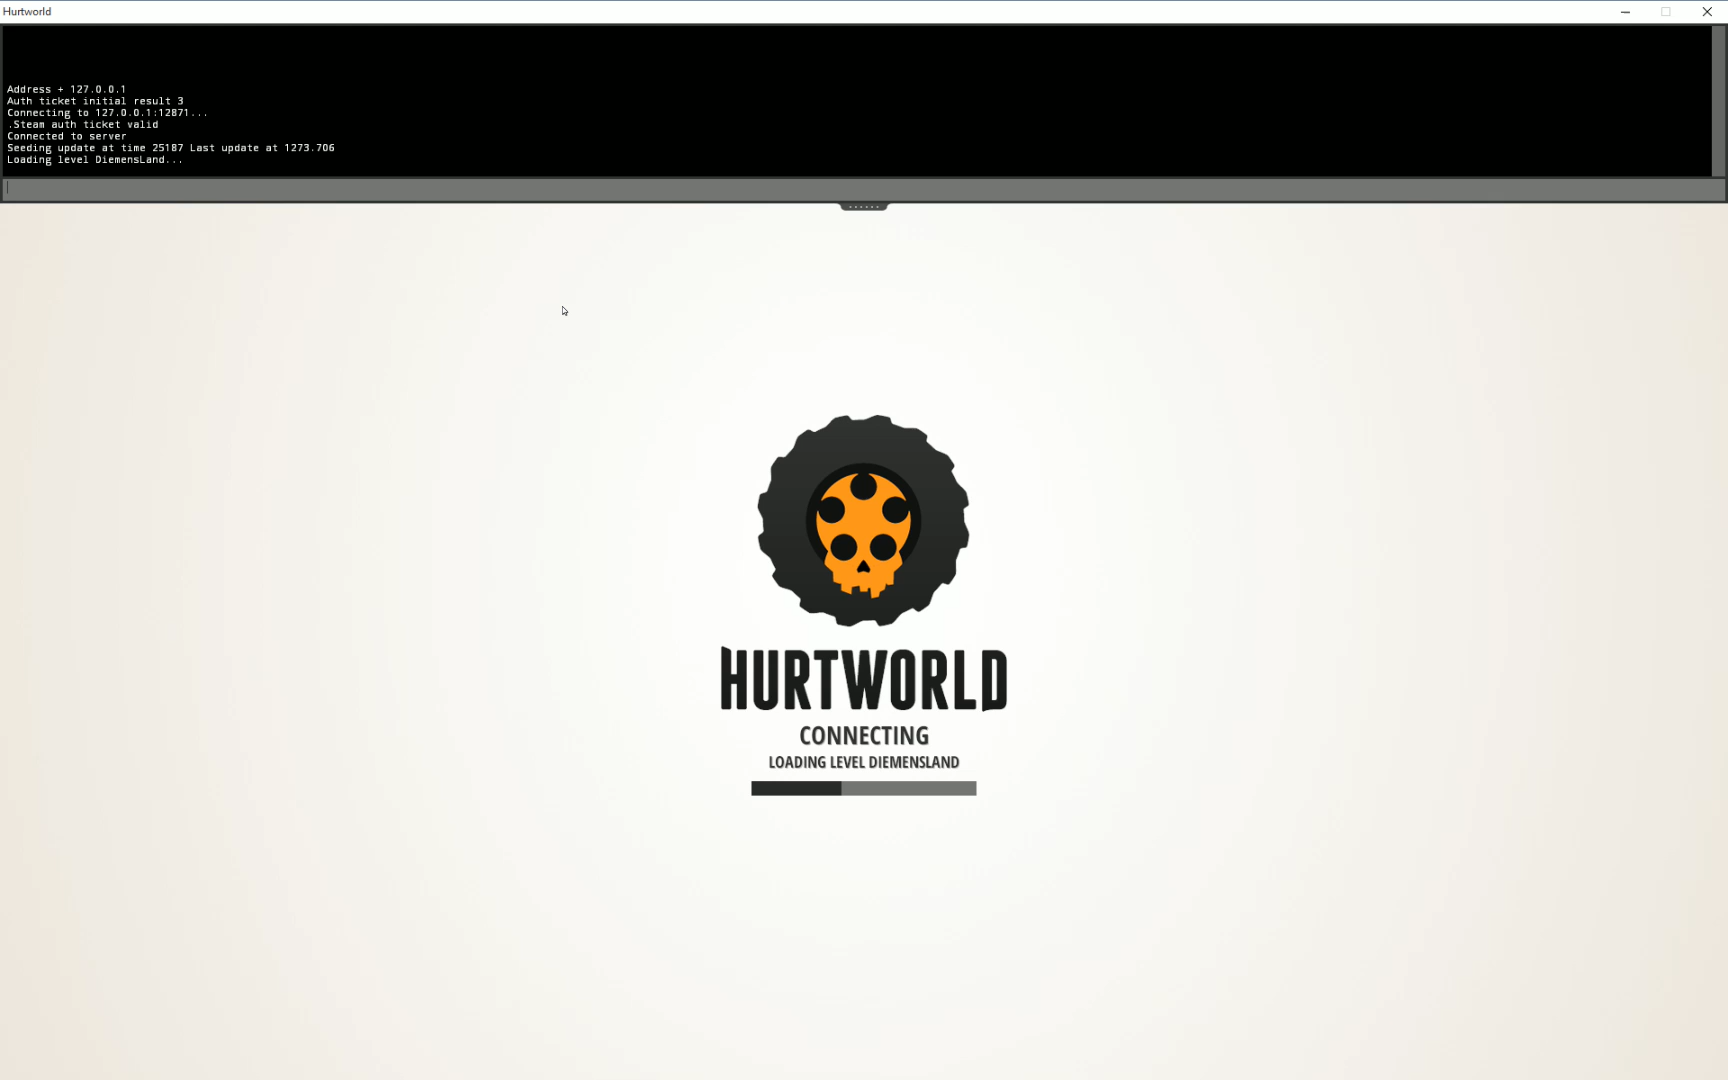 Hurtworld
Address + 127.0.0.1
Auth ticket initial result 3
Connecting to 127.0.0.1:12871...
.Steam auth ticket valid
Connected to server
Seeding update at time 25187 Last update at 1273.706
Loading level DiemensLand...
HURTWORLD
CONNECTING
LOADING LEVEL DIEMENSLAND